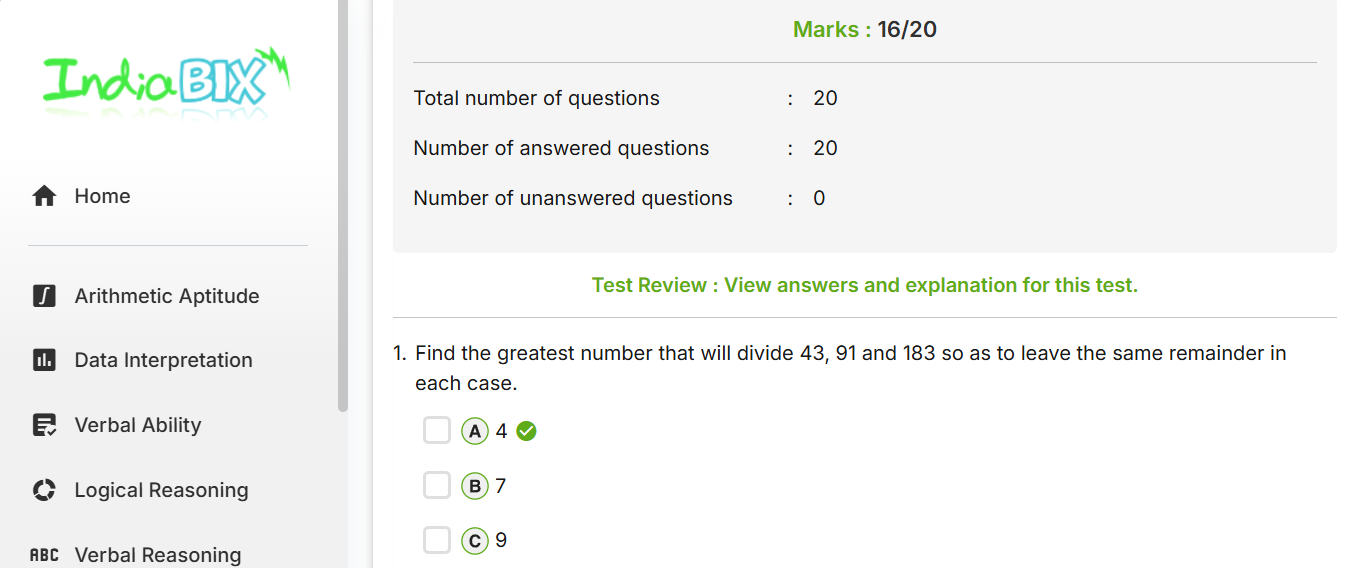 IndiaBIX
Home
Arithmetic Aptitude
Data Interpretation
Verbal Ability
Logical Reasoning
ABC Verbal Reasoning
Marks : 16/20
Total number of questions : 20
Number of answered questions : 20
Number of unanswered questions : 0
Test Review : View answers and explanation for this test.
1. Find the greatest number that will divide 43, 91 and 183 so as to leave the same remainder in
each case.
A 4
B 7
C 9